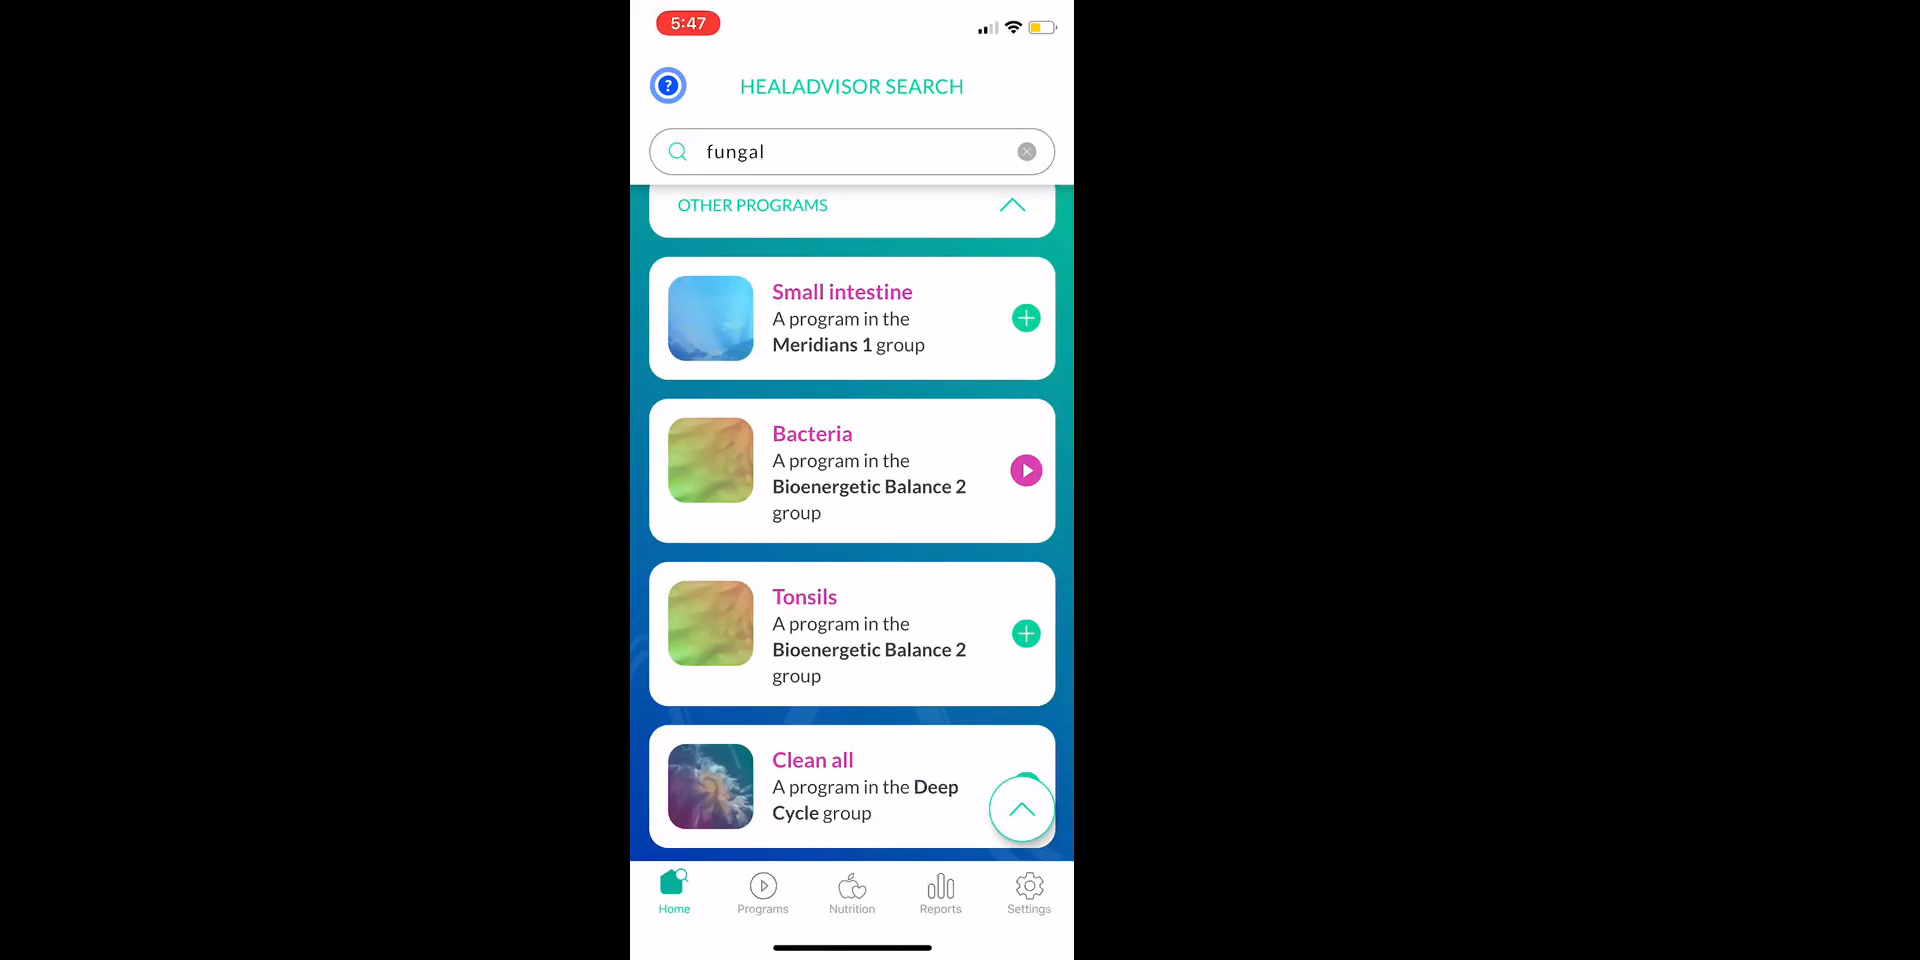 5:47
?
HEALADVISOR SEARCH
fungal
OTHER PROGRAMS
Small intestine
A program in the
Meridians 1 group
Bacteria
A program in the
Bioenergetic Balance 2
group
Tonsils
A program in the
Bioenergetic Balance 2
group
Clean all
A program in the Deep
Cycle group
Home
Programs
Nutrition
Reports
Settings